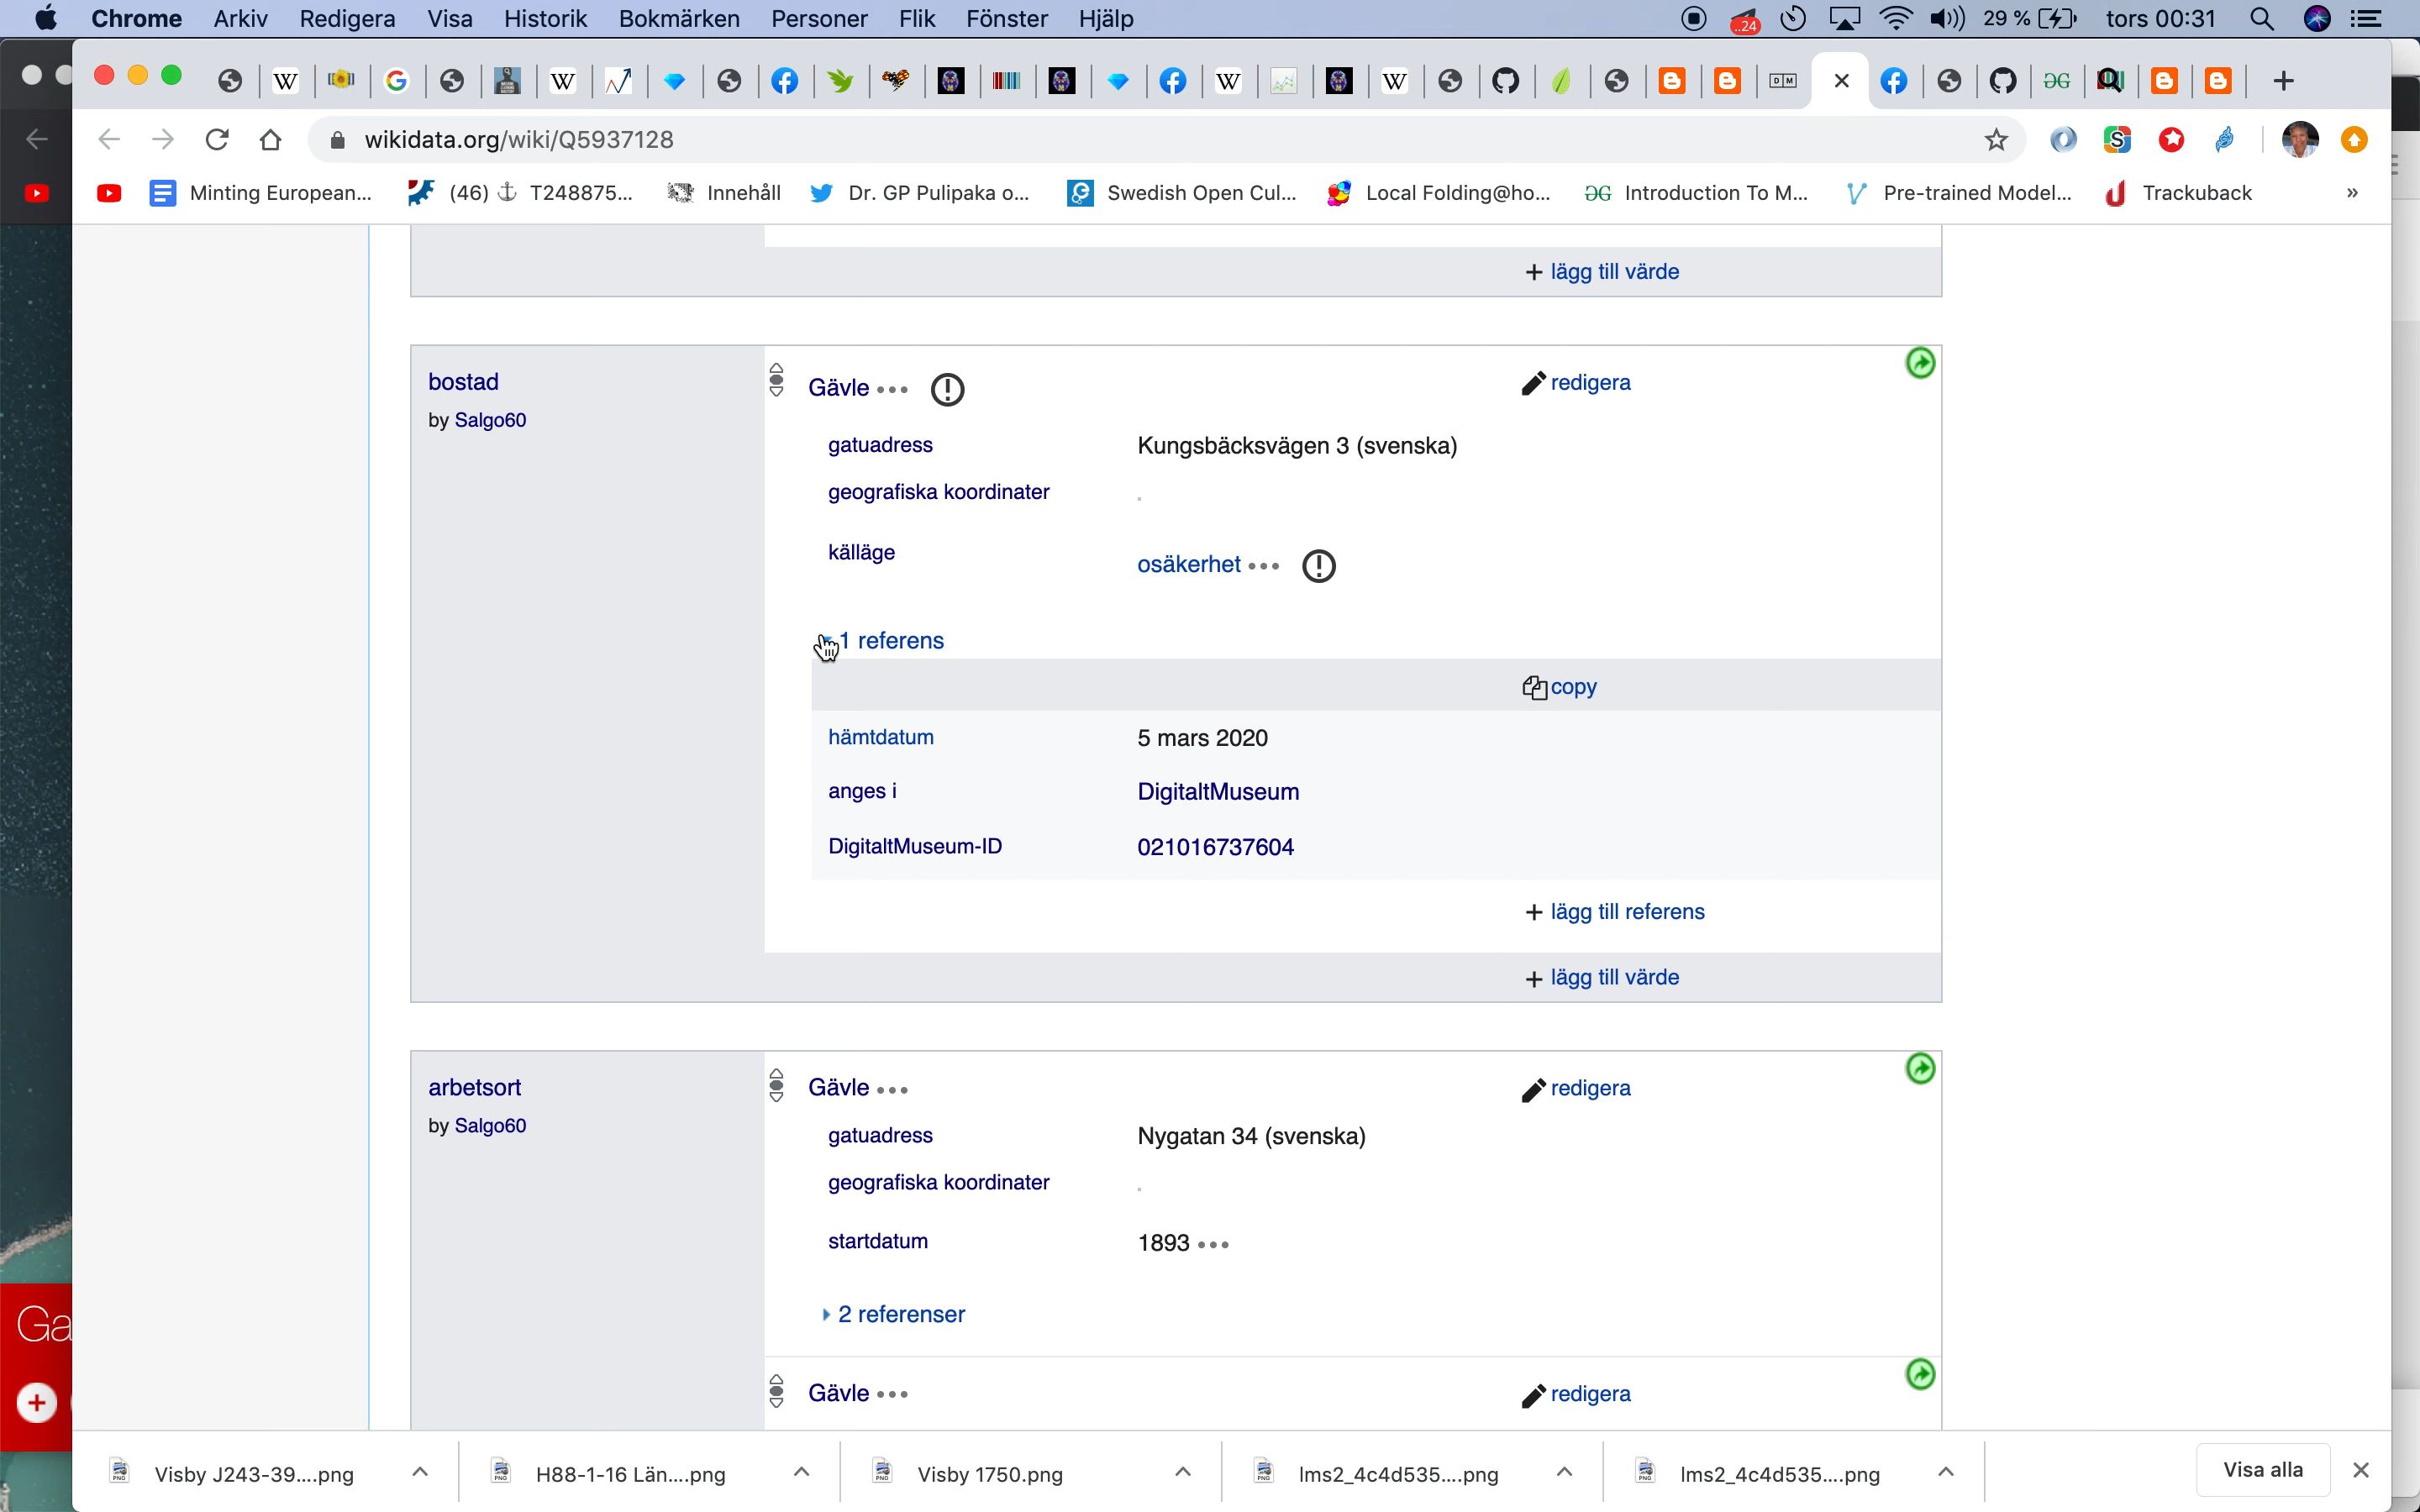 Chrome Arkiv Redigera Visa Historik Bokmärken Personer Flik Fönster Hjälp ..24 29 % tors 00:31
wikidata.org/wiki/Q5937128
Minting European... (46) T248875... Innehåll Dr. GP Pulipaka o... Swedish Open Cul... Local Folding@ho... Introduction To M... Pre-trained Model... Trackuback »
+ lägg till värde
bostad
by Salgo60
Gävle ••• redigera
gatuadress Kungsbäcksvägen 3 (svenska)
geografiska koordinater .
källäge osäkerhet •••
1 referens
copy
hämtdatum 5 mars 2020
anges i DigitaltMuseum
DigitaltMuseum-ID 021016737604
+ lägg till referens
+ lägg till värde
arbetsort
by Salgo60
Gävle ••• redigera
gatuadress Nygatan 34 (svenska)
geografiska koordinater .
startdatum 1893 •••
2 referenser
Gävle ••• redigera
Ga
Visby J243-39....png H88-1-16 Län....png Visby 1750.png lms2_4c4d535....png lms2_4c4d535....png Visa alla